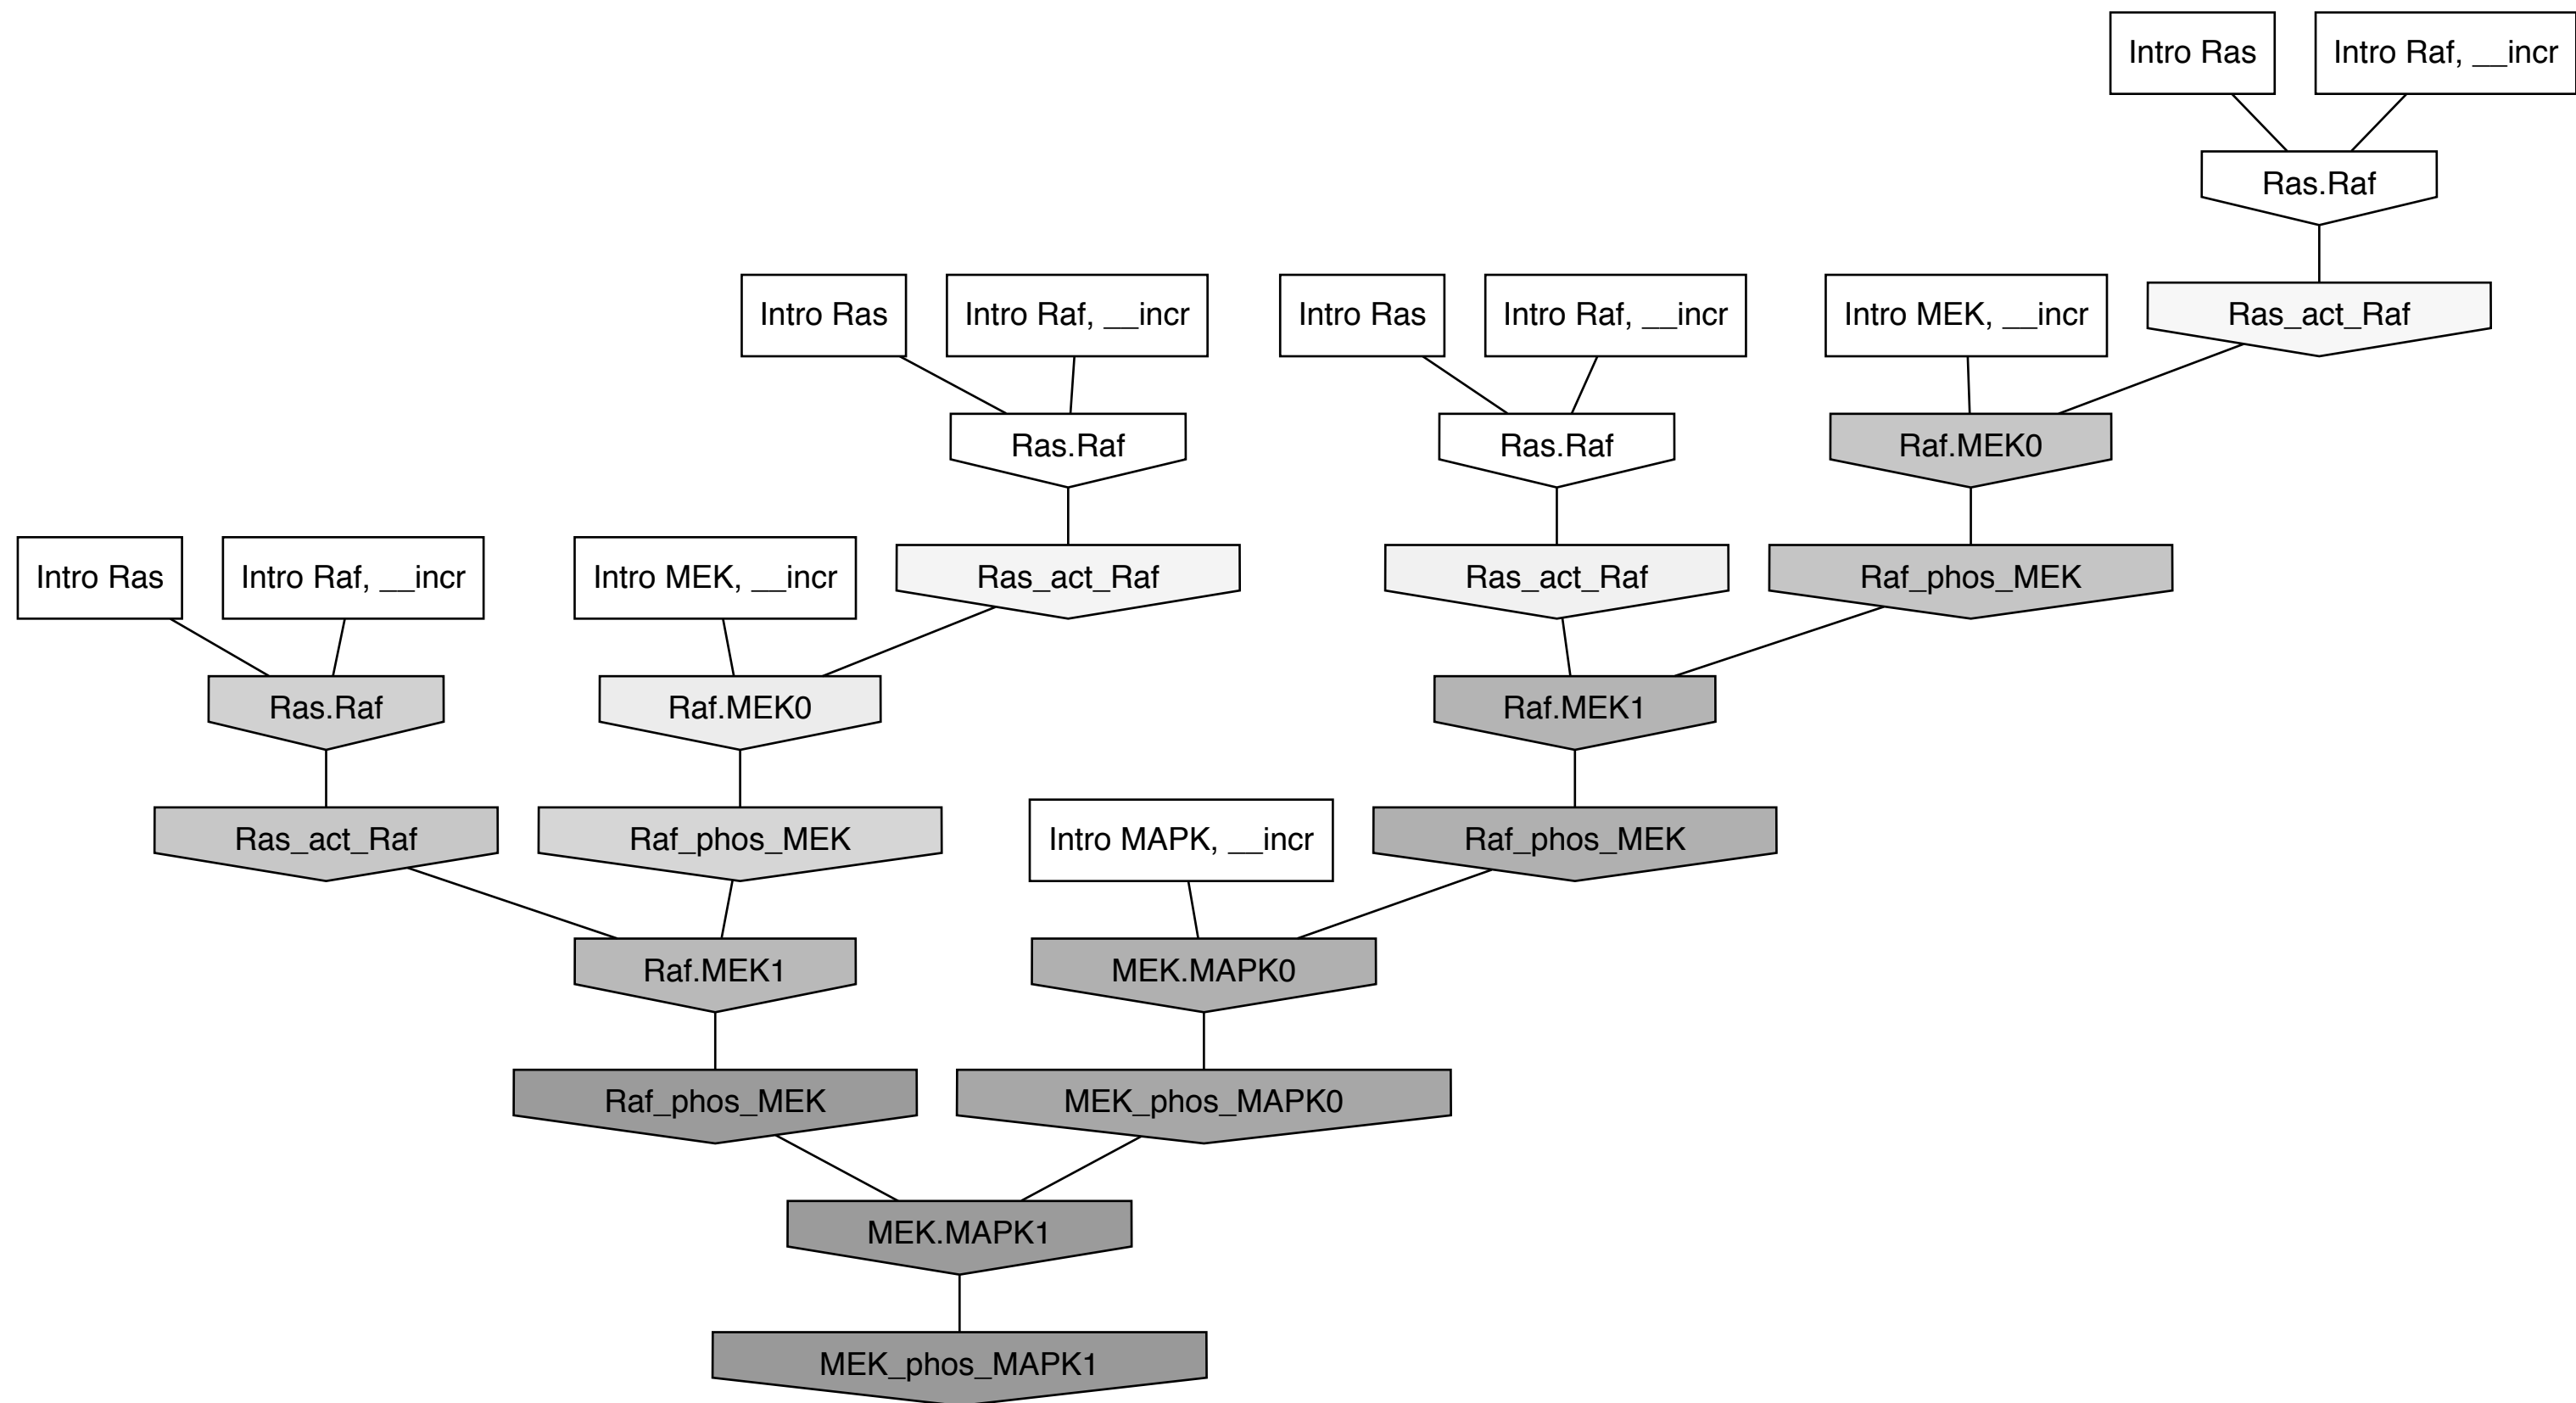 Intro Ras
Intro Raf, __incr
Ras.Raf
Intro Ras
Intro Raf, __incr
Intro Ras
Intro Raf, __incr
Intro MEK, __incr
Ras_act_Raf
Ras.Raf
Ras.Raf
Raf.MEK0
Intro Ras
Intro Raf, __incr
Intro MEK, __incr
Ras_act_Raf
Ras_act_Raf
Raf_phos_MEK
Ras.Raf
Raf.MEK0
Raf.MEK1
Ras_act_Raf
Raf_phos_MEK
Intro MAPK, __incr
Raf_phos_MEK
Raf.MEK1
MEK.MAPK0
Raf_phos_MEK
MEK_phos_MAPK0
MEK.MAPK1
MEK_phos_MAPK1